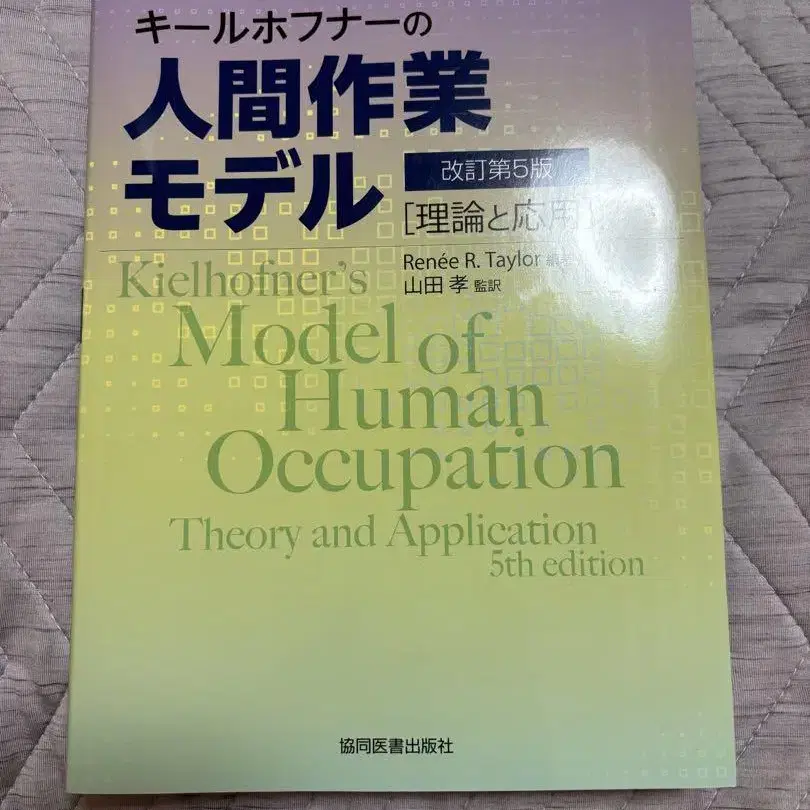 キールホフナーの
人間作業
モデル
改訂第5版
[理論と応用]
Renée R. Taylor 編著
山田 孝 監訳
Kielhofner's
Model of
Human
Occupation
Theory and Application
5th edition
協同医書出版社